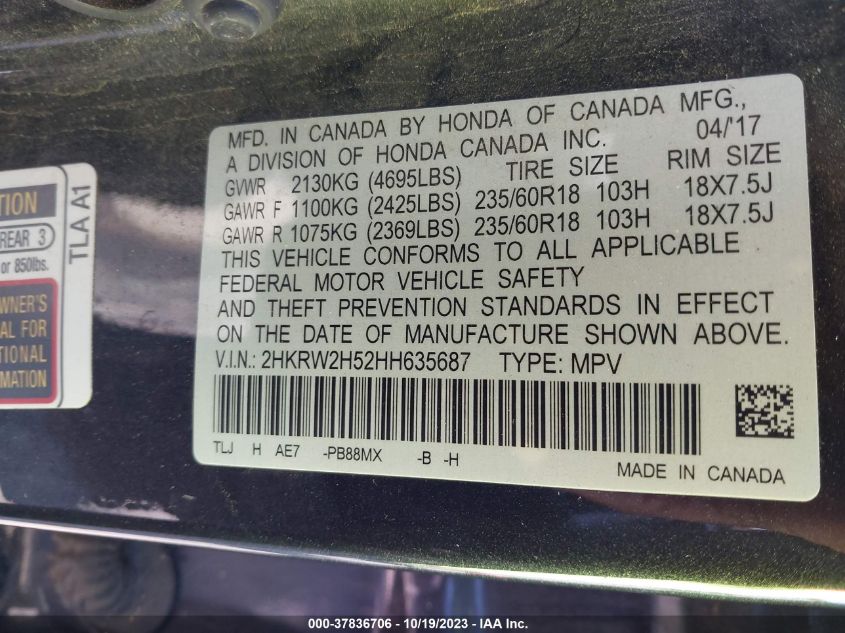 MFD. IN CANADA BY HONDA OF CANADA MFG.,
A DIVISION OF HONDA CANADA INC. 04/'17
GVWR 2130KG (4695LBS) TIRE SIZE RIM SIZE
GAWR F 1100KG (2425LBS) 235/60R18 103H 18X7.5J
GAWR R 1075KG (2369LBS) 235/60R18 103H 18X7.5J
THIS VEHICLE CONFORMS TO ALL APPLICABLE
FEDERAL MOTOR VEHICLE SAFETY
AND THEFT PREVENTION STANDARDS IN EFFECT
ON THE DATE OF MANUFACTURE SHOWN ABOVE.
V.I.N.: 2HKRW2H52HH635687 TYPE: MPV
TLJ H AE7 -PB88MX -B -H
MADE IN CANADA
TION
REAR 3
or 850lbs.
WNER'S
AL FOR
TIONAL
RMATION
TLA A1
000-37836706 - 10/19/2023 - IAA Inc.